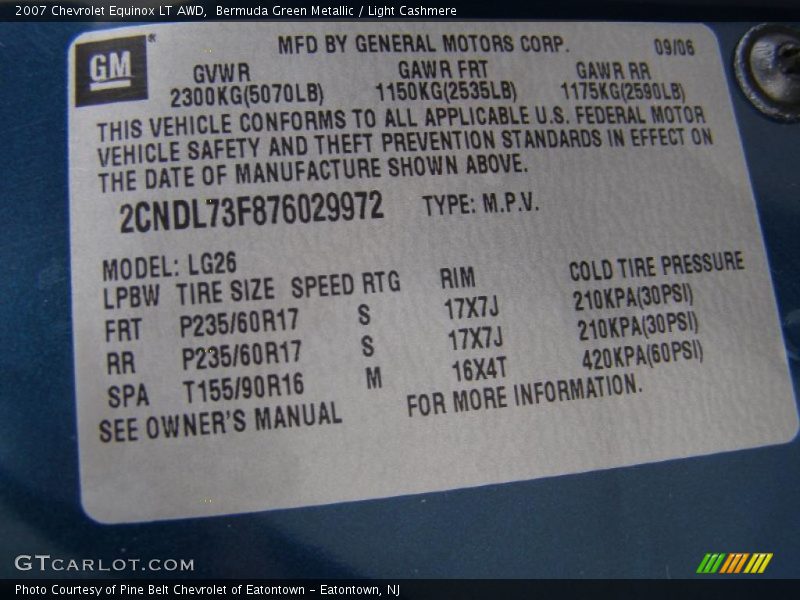 2007 Chevrolet Equinox LT AWD,  Bermuda Green Metallic / Light Cashmere
GM®
MFD BY GENERAL MOTORS CORP. 09/06
GVWR GAWR FRT GAWR RR
2300KG(5070LB) 1150KG(2535LB) 1175KG(2590LB)
THIS VEHICLE CONFORMS TO ALL APPLICABLE U.S. FEDERAL MOTOR
VEHICLE SAFETY AND THEFT PREVENTION STANDARDS IN EFFECT ON
THE DATE OF MANUFACTURE SHOWN ABOVE.
2CNDL73F876029972 TYPE: M.P.V.
MODEL: LG26
LPBW TIRE SIZE SPEED RTG RIM COLD TIRE PRESSURE
FRT P235/60R17 S 17X7J 210KPA(30PSI)
RR P235/60R17 S 17X7J 210KPA(30PSI)
SPA T155/90R16 M 16X4T 420KPA(60PSI)
SEE OWNER'S MANUAL FOR MORE INFORMATION.
GTCARLOT.COM
Photo Courtesy of Pine Belt Chevrolet of Eatontown – Eatontown, NJ